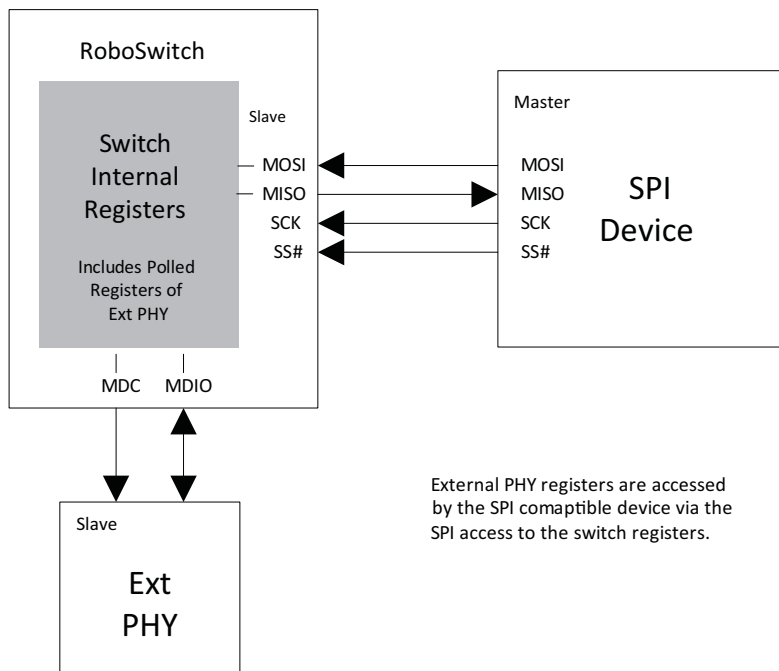 RoboSwitch
Switch
Internal
Registers
Includes Polled
Registers of
Ext PHY
Slave
MOSI
MISO
SCK
SS#
MDC
MDIO
Master
MOSI
MISO
SCK
SS#
SPI
Device
Slave
Ext
PHY
External PHY registers are accessed
by the SPI comaptible device via the
SPI access to the switch registers.